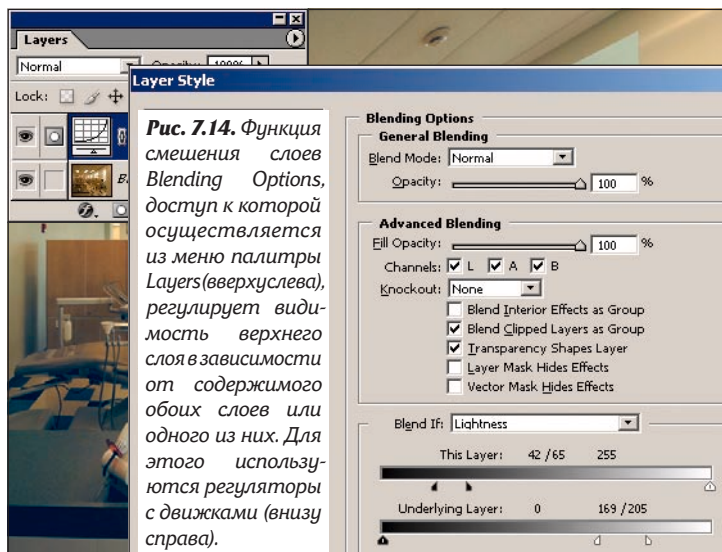 Layers
Normal
Lock:
Layer Style
Рис. 7.14. Функция
смешения слоев
Blending Options,
доступ к которой
осуществляется
из меню палитры
Layers(вверхуслева),
регулирует види-
мость верхнего
слоя в зависимости
от содержимого
обоих слоев или
одного из них. Для
этого использу-
ются регуляторы
с движками (внизу
справа).
Blending Options
General Blending
Blend Mode: Normal
Opacity: 100 %
Advanced Blending
Fill Opacity: 100 %
Channels: L A B
Knockout: None
Blend Interior Effects as Group
Blend Clipped Layers as Group
Transparency Shapes Layer
Layer Mask Hides Effects
Vector Mask Hides Effects
Blend If: Lightness
This Layer: 42 / 65 255
Underlying Layer: 0 169 / 205